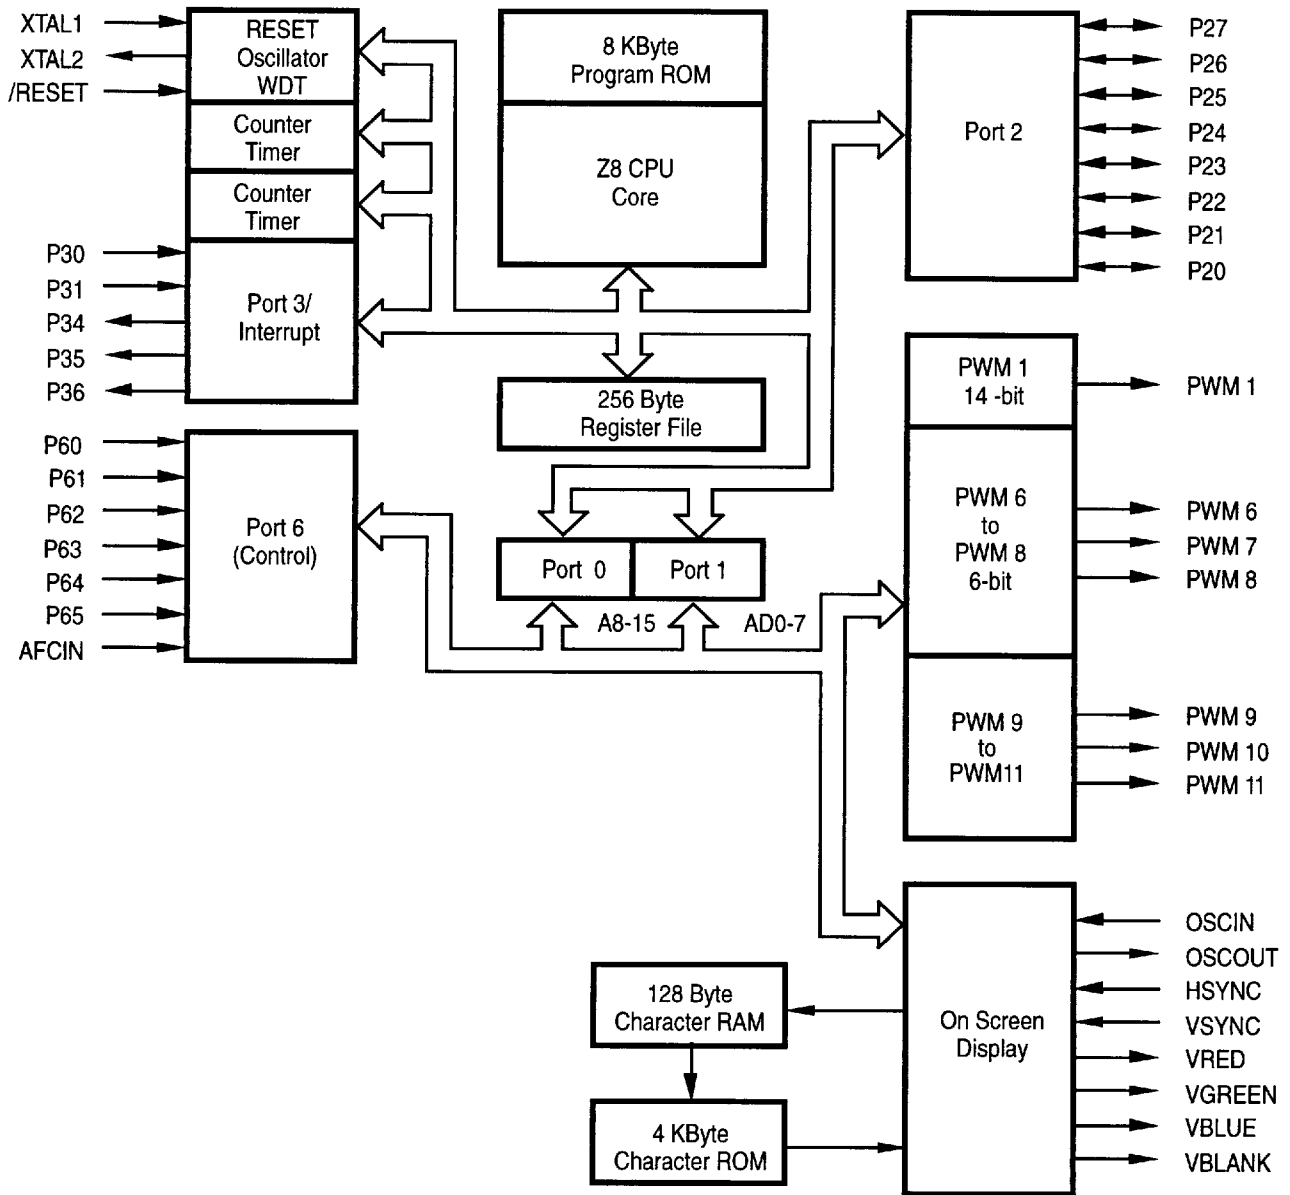 XTAL1
XTAL2
/RESET
RESET
Oscillator
WDT
Counter
Timer
Counter
Timer
P30
P31
P34
P35
P36
Port 3/
Interrupt
P60
P61
P62
P63
P64
P65
AFCIN
Port 6
(Control)
8 KByte
Program ROM
Z8 CPU
Core
256 Byte
Register File
Port 0
Port 1
A8-15
AD0-7
Port 2
P27
P26
P25
P24
P23
P22
P21
P20
PWM 1
14 -bit
PWM 1
PWM 6
to
PWM 8
6-bit
PWM 6
PWM 7
PWM 8
PWM 9
to
PWM11
PWM 9
PWM 10
PWM 11
128 Byte
Character RAM
4 KByte
Character ROM
On Screen
Display
OSCIN
OSCOUT
HSYNC
VSYNC
VRED
VGREEN
VBLUE
VBLANK